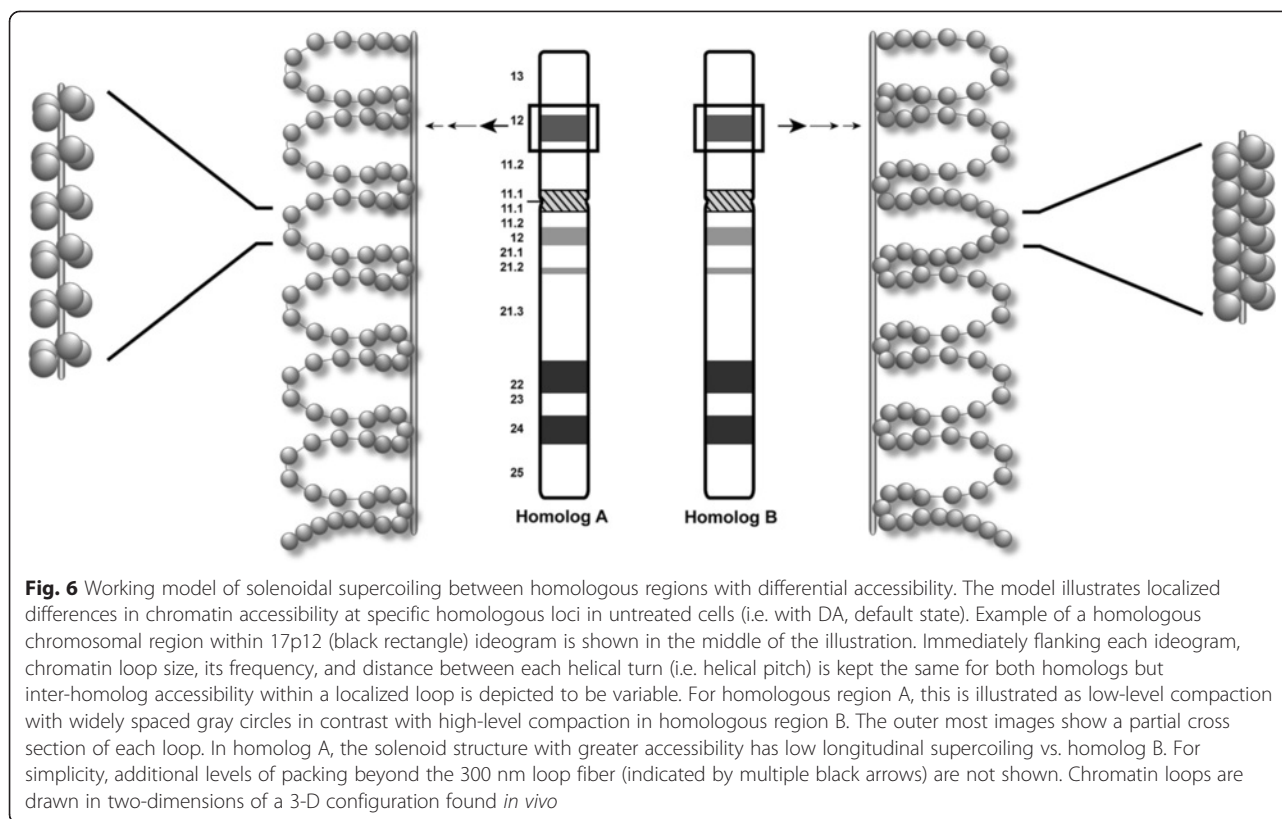 13
12
11.2
11.1
11.1
11.2
12
21.1
21.2
21.3
22
23
24
25
Homolog A
Homolog B
Fig. 6 Working model of solenoidal supercoiling between homologous regions with differential accessibility. The model illustrates localized
differences in chromatin accessibility at specific homologous loci in untreated cells (i.e. with DA, default state). Example of a homologous
chromosomal region within 17p12 (black rectangle) ideogram is shown in the middle of the illustration. Immediately flanking each ideogram,
chromatin loop size, its frequency, and distance between each helical turn (i.e. helical pitch) is kept the same for both homologs but
inter-homolog accessibility within a localized loop is depicted to be variable. For homologous region A, this is illustrated as low-level compaction
with widely spaced gray circles in contrast with high-level compaction in homologous region B. The outer most images show a partial cross
section of each loop. In homolog A, the solenoid structure with greater accessibility has low longitudinal supercoiling vs. homolog B. For
simplicity, additional levels of packing beyond the 300 nm loop fiber (indicated by multiple black arrows) are not shown. Chromatin loops are
drawn in two-dimensions of a 3-D configuration found in vivo